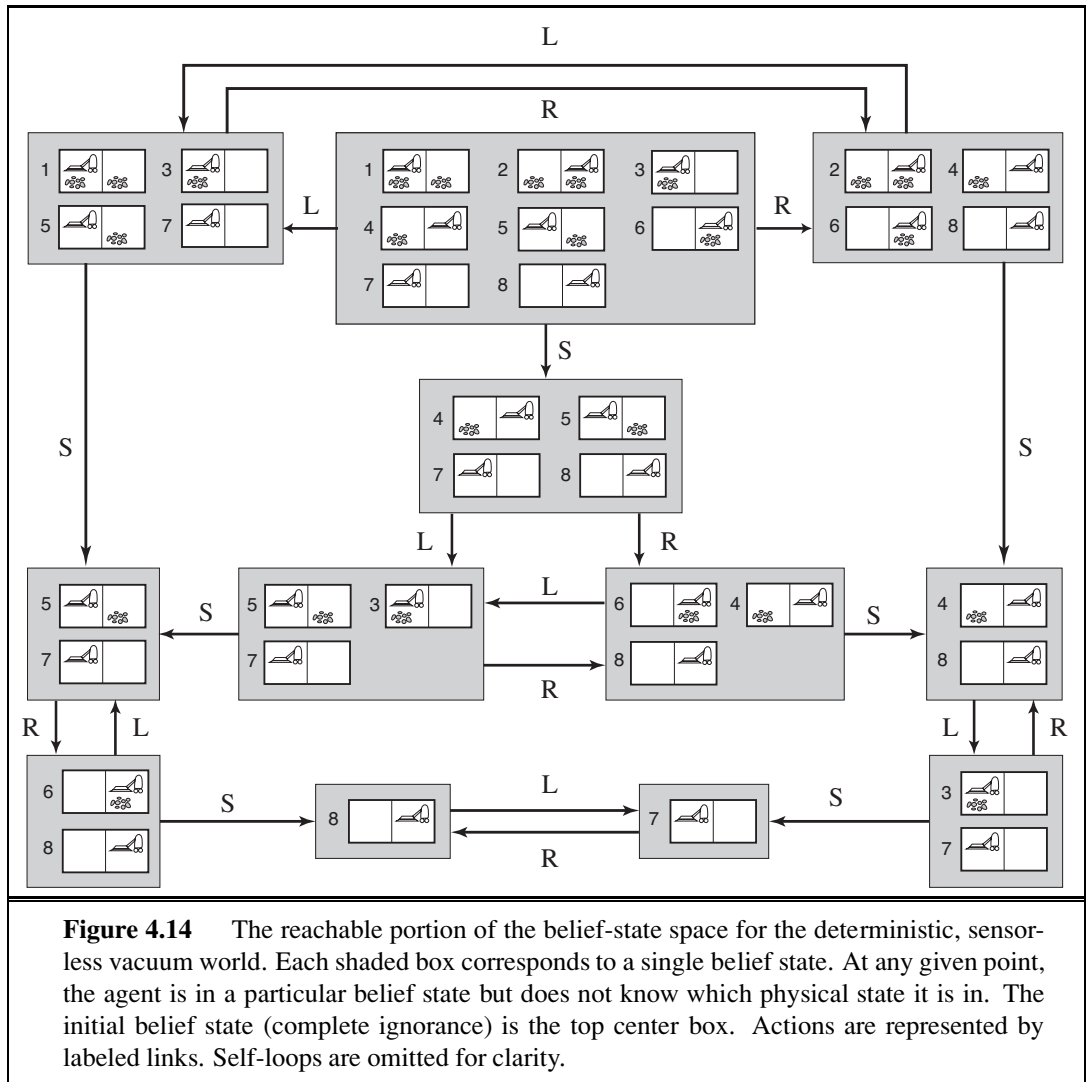 L
R
1 3
5 7
L
1 2 3
4 5 6
7 8
R
2 4
6 8
S
4 5
7 8
S
S
L R
5
7
S
5 3
7
L
R
6 4
8
S
4
8
R L
L R
6
8
S
8
L
R
7
S
3
7
Figure 4.14 The reachable portion of the belief-state space for the deterministic, sensor-
less vacuum world. Each shaded box corresponds to a single belief state. At any given point,
the agent is in a particular belief state but does not know which physical state it is in. The
initial belief state (complete ignorance) is the top center box. Actions are represented by
labeled links. Self-loops are omitted for clarity.